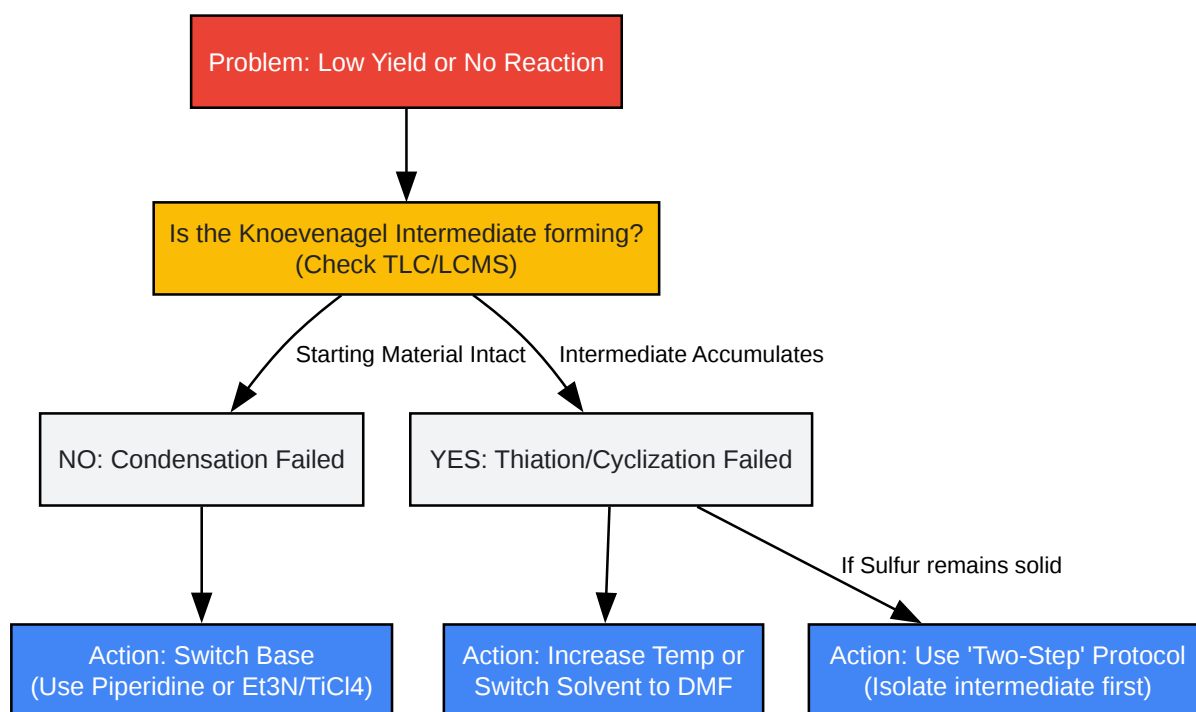 Problem: Low Yield or No Reaction
Is the Knoevenagel Intermediate forming?
(Check TLC/LCMS)
Starting Material Intact
Intermediate Accumulates
NO: Condensation Failed
YES: Thiation/Cyclization Failed
If Sulfur remains solid
Action: Switch Base
(Use Piperidine or Et3N/TiCl4)
Action: Increase Temp or
Switch Solvent to DMF
Action: Use 'Two-Step' Protocol
(Isolate intermediate first)